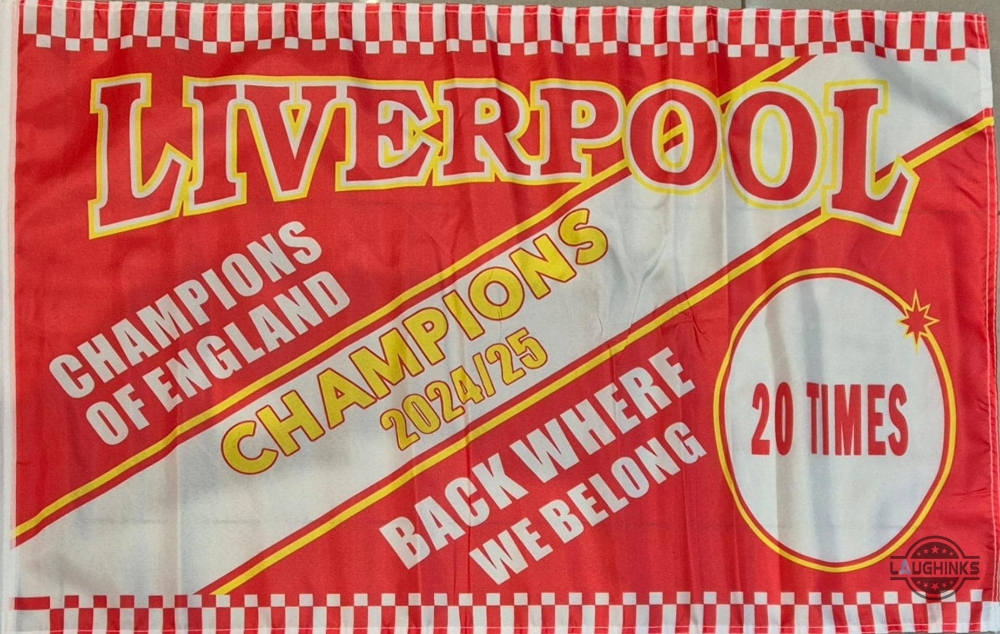 LIVERPOOL
CHAMPIONS
OF ENGLAND
CHAMPIONS
2024/25
BACK WHERE
WE BELONG
20 TIMES
LAUGHINKS